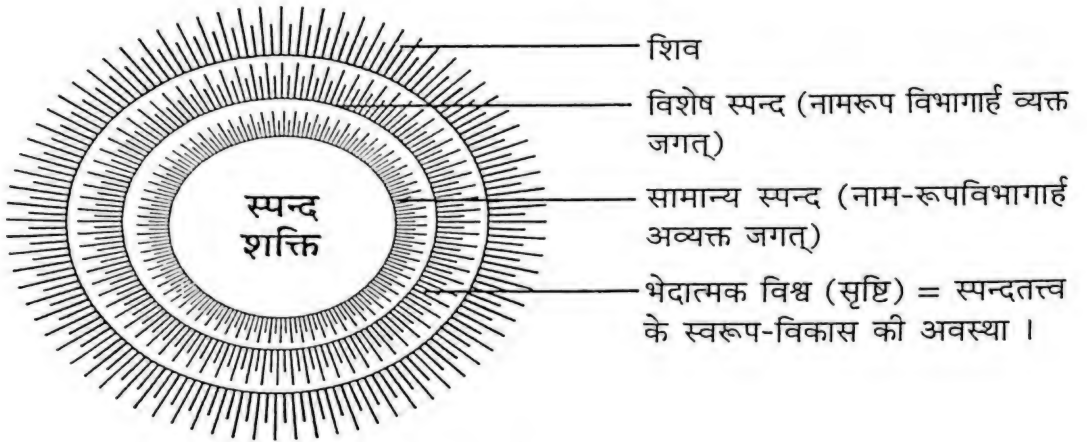 स्पन्द
शक्ति
शिव
विशेष स्पन्द (नामरूप विभागार्ह व्यक्त
जगत्)
सामान्य स्पन्द (नाम-रूपविभागार्ह
अव्यक्त जगत्)
भेदात्मक विश्व (सृष्टि) = स्पन्दतत्त्व
के स्वरूप-विकास की अवस्था ।